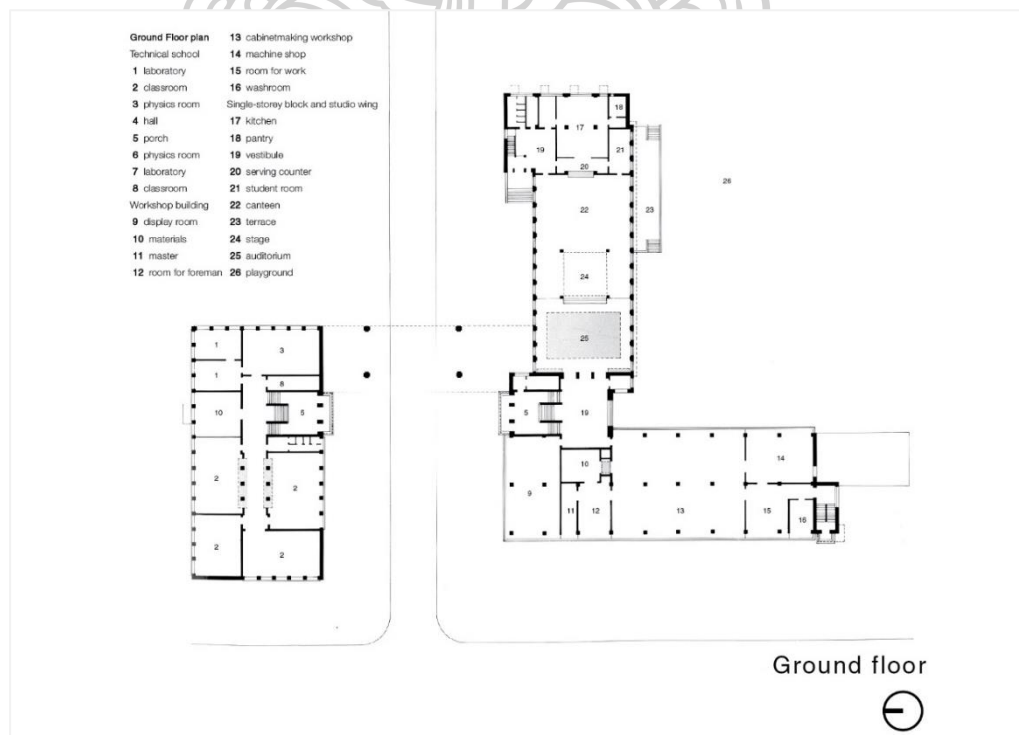 Ground Floor plan
Technical school
1 laboratory
2 classroom
3 physics room
4 hall
5 porch
6 physics room
7 laboratory
8 classroom
Workshop building
9 display room
10 materials
11 master
12 room for foreman
13 cabinetmaking workshop
14 machine shop
15 room for work
16 washroom
Single-storey block and studio wing
17 kitchen
18 pantry
19 vestibule
20 serving counter
21 student room
22 canteen
23 terrace
24 stage
25 auditorium
26 playground
18
17
19
21
20
26
22
23
24
25
1
3
1
8
10
5
2
2
2
2
5
19
14
10
9
11
12
13
15
16
Ground floor